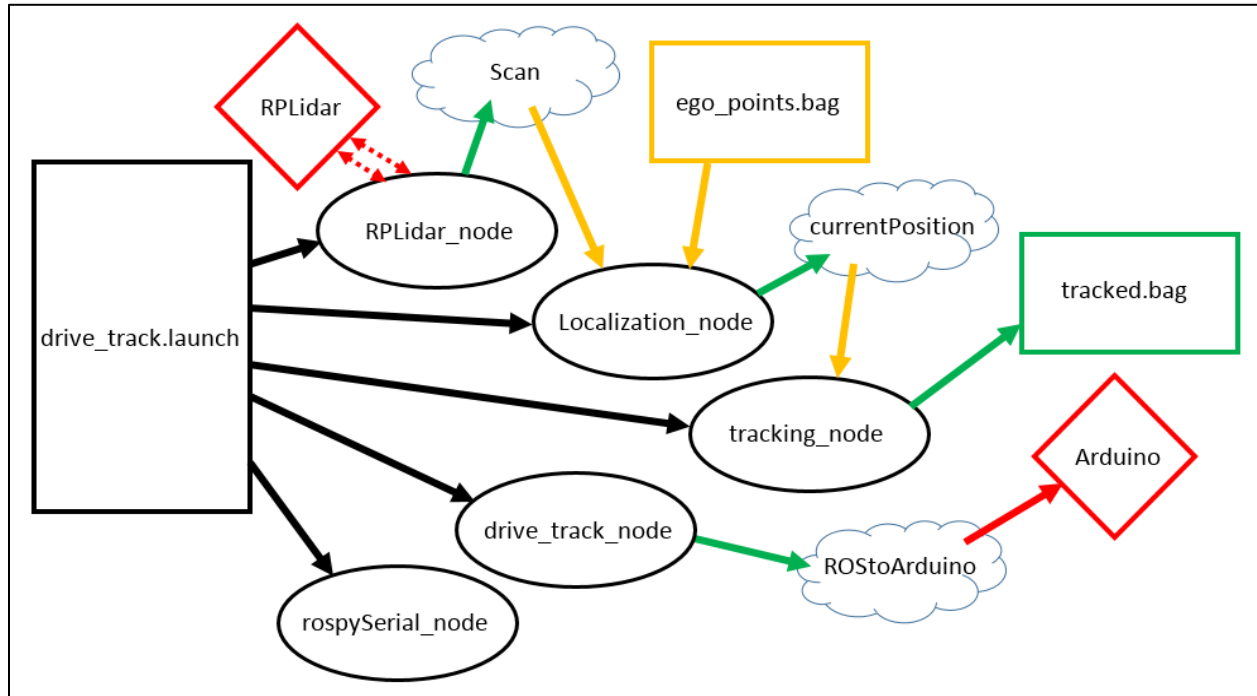 Scan
RPLidar
ego_points.bag
RPLidar_node
currentPosition
tracked.bag
Localization_node
drive_track.launch
tracking_node
Arduino
drive_track_node
ROStoArduino
rospySerial_node